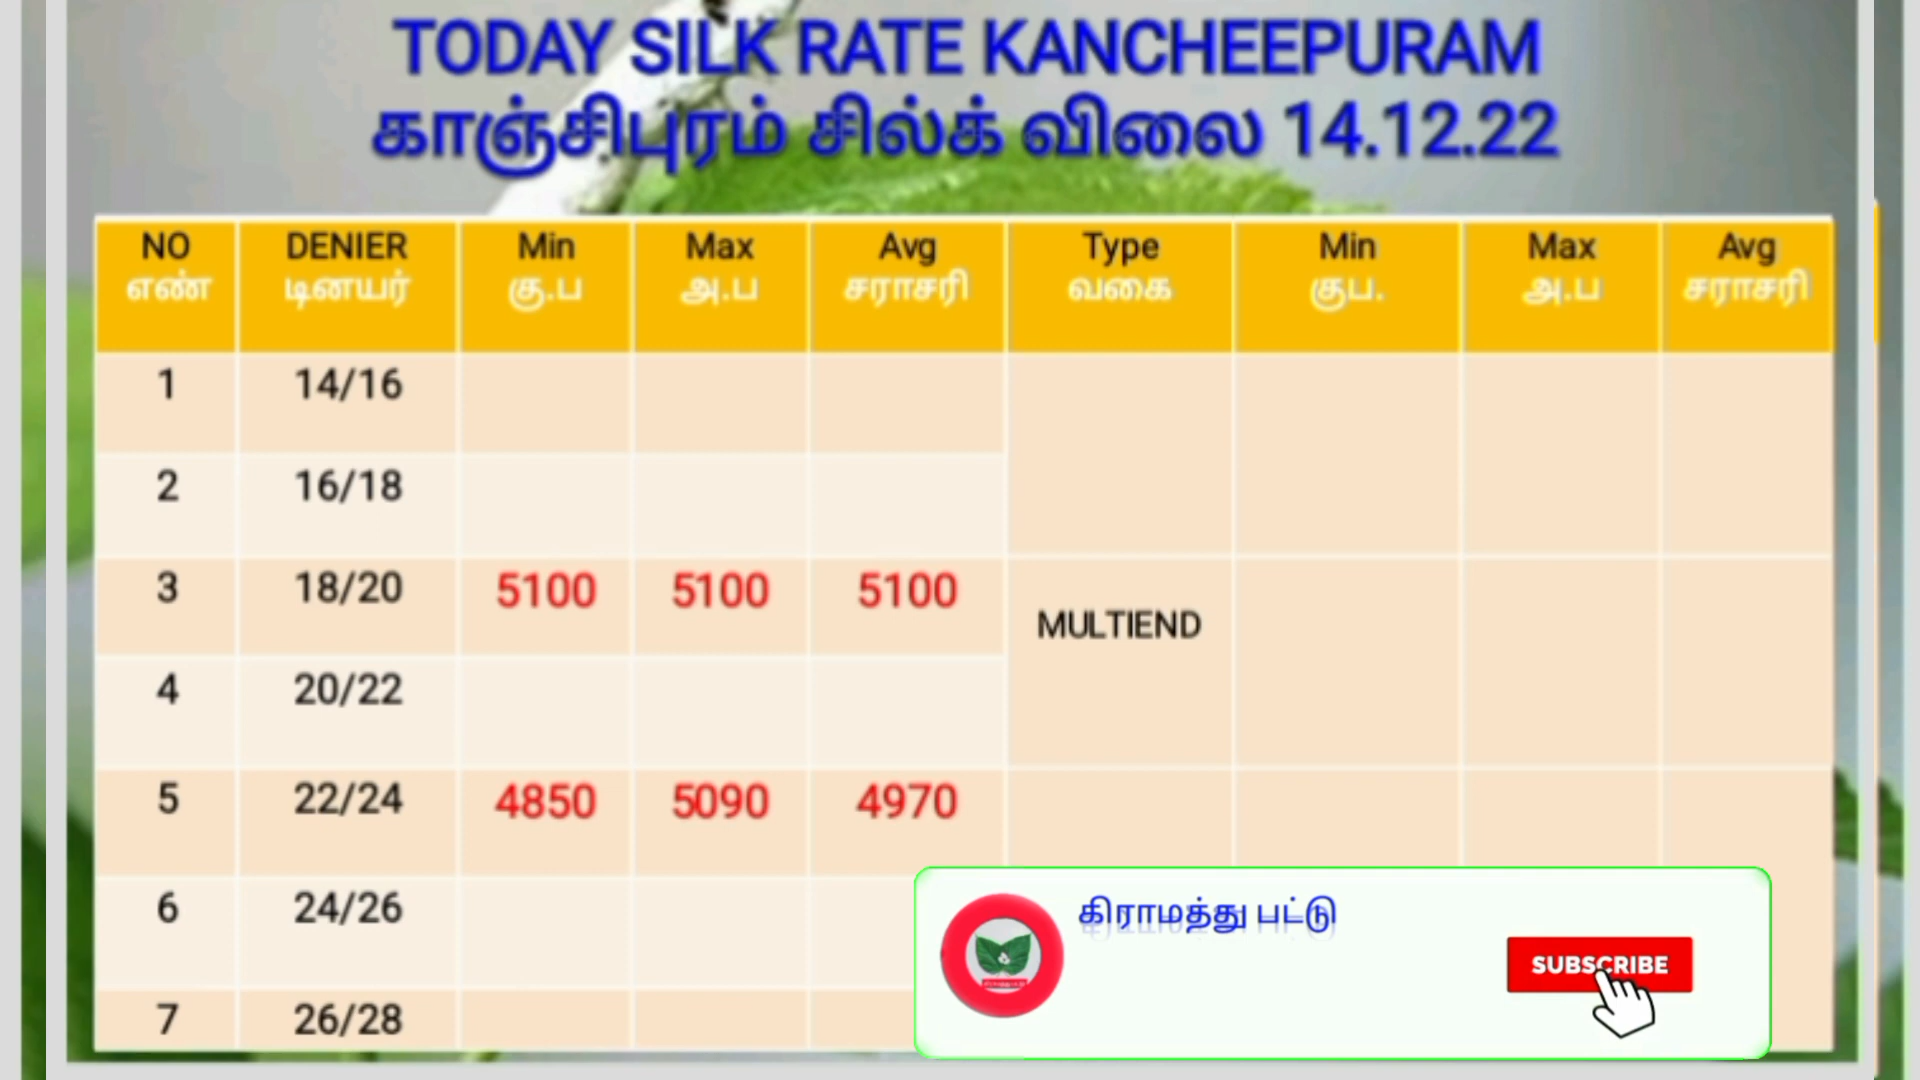 TODAY SILK RATE KANCHEEPURAM
காஞ்சிபுரம் சில்க் விலை 14.12.22
NO DENIER Min Max Avg Type Min Max Avg
எண் டினயர் கு.ப அ.ப சராசரி வகை குப. அ.ப சராசரி
1 14/16
2 16/18
3 18/20 5100 5100 5100
MULTIEND
4 20/22
5 22/24 4850 5090 4970
6 24/26
7 26/28
கிராமத்து பட்டு
SUBSCRIBE